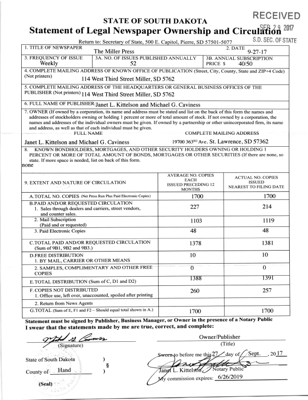 RECEIVED
SEP 28 2017
S.D. SEC. OF STATE
STATE OF SOUTH DAKOTA
Statement of Legal Newspaper Ownership and Circulation
Return to: Secretary of State, 500 E. Capitol, Pierre, SD 57501-5077
1. TITLE OF NEWSPAPER
The Miller Press
2. DATE
9-27-17
3. FREQUENCY OF ISSUE
Weekly
3A. NO. OF ISSUES PUBLISHED ANNUALLY
52
3B. ANNUAL SUBSCRIPTION PRICE $ 40/50
4. COMPLETE MAILING ADDRESS OF KNOWN OFFICE OF PUBLICATION (Street, City, County, State and ZIP+4 Code) (Not printers)
114 West Third Street Miller, SD 57362
5. COMPLETE MAILING ADDRESS OF THE HEADQUARTERS OR GENERAL BUSINESS OFFICES OF THE PUBLISHER (Not printers)
114 West Third Street Miller, SD 57362
6. FULL NAME OF PUBLISHER
Janet L. Kittelson and Michael G. Caviness
7. OWNER (If owned by a corporation, its name and address must be stated and also on the back of this form the names and addresses of stockholders owning or holding 1 percent or more of total amount of stock. If not owned by a corporation, the names and addresses of the individual owners must be given. If owned by a partnership or other unincorporated firm, its name and address, as well as that of each individual must be given.
FULL NAME
COMPLETE MAILING ADDRESS
Janet L. Kittelson and Michael G. Caviness
19700 363rd Ave. St. Lawrence, SD 57362
8. KNOWN BONDHOLDERS, MORTGAGEES, AND OTHER SECURITY HOLDERS OWNING OR HOLDING 1 PERCENT OR MORE OF TOTAL AMOUNT OF BONDS, MORTGAGES OR OTHER SECURITIES (If there are none, so state. If more space is needed, list on back of this form.
none
9. EXTENT AND NATURE OF CIRCULATION
AVERAGE NO. COPIES EACH ISSUED PRECEDING 12 MONTHS
ACTUAL NO. COPIES ISSUED NEAREST TO FILING DATE
A. TOTAL NO. COPIES (Net Press Run Plus Paid Electronic Copies)
1700
1700
B. PAID AND/OR REQUESTED CIRCULATION
1. Sales through dealers and carriers, street vendors, and counter sales.
227
214
2. Mail Subscription (Paid and or requested)
1103
1119
3. Paid Electronic Copies
48
48
C. TOTAL PAID AND/OR REQUESTED CIRCULATION (Sum of 9B1, 9B2 and 9B3.)
1378
1381
D. FREE DISTRIBUTION
1. BY MAIL, CARRIER OR OTHER MEANS
10
10
2. SAMPLES, COMPLIMENTARY AND OTHER FREE COPIES
0
0
E. TOTAL DISTRIBUTION (Sum of C, D1 and D2)
1388
1391
F. COPIES NOT DISTRIBUTED
1. Office use, left over, unaccounted, spoiled after printing
260
257
2. Return from News Agents
G. TOTAL (Sum of E, F1 and F2 - Should equal total shown in A.)
1700
1700
Statement must be signed by Publisher, Business Manager, or Owner in the presence of a Notary Public
I swear that the statements made by me are true, correct, and complete:
Owner/Publisher
(Signature)
(Title)
State of South Dakota )
§
County of Hand )
(Seal)
Sworn to before me this 27 day of Sept. 2017
Janet L. Kittelson Notary Public
My commission expires: 6/26/2019